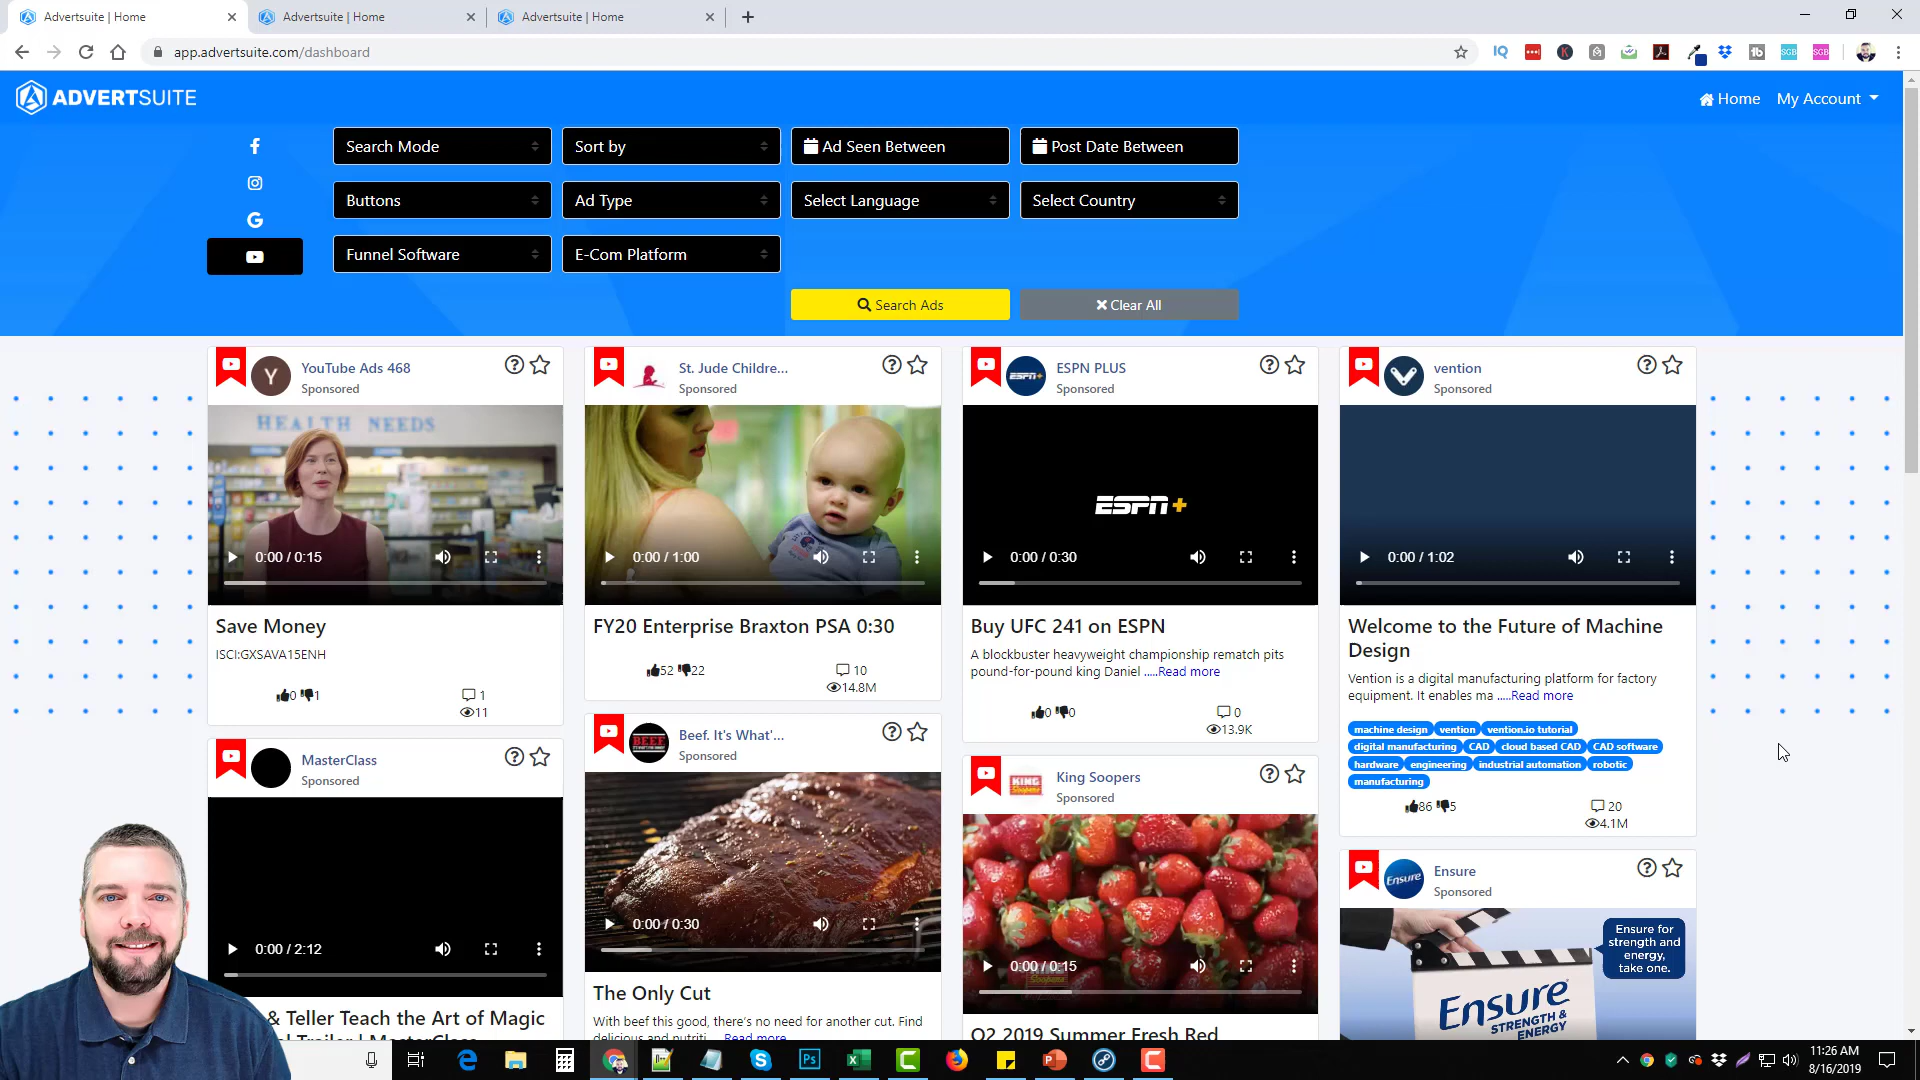 Advertsuite | Home
Advertsuite | Home
Advertsuite | Home
app.advertsuite.com/dashboard
ADVERTSUITE
Home
My Account
Search Mode
Sort by
Ad Seen Between
Post Date Between
Buttons
Ad Type
Select Language
Select Country
Funnel Software
E-Com Platform
Search Ads
Clear All
YouTube Ads 468
Sponsored
HEALTH NEEDS
0:00 / 0:15
Save Money
ISCI:GXSAVA15ENH
0 1
1
11
St. Jude Childre...
Sponsored
0:00 / 1:00
FY20 Enterprise Braxton PSA 0:30
52 22
10
14.8M
ESPN PLUS
Sponsored
ESPN+
0:00 / 0:30
Buy UFC 241 on ESPN
A blockbuster heavyweight championship rematch pits
pound-for-pound king Daniel .....Read more
0 0
0
13.9K
vention
Sponsored
0:00 / 1:02
Welcome to the Future of Machine
Design
Vention is a digital manufacturing platform for factory
equipment. It enables ma .....Read more
machine design vention vention.io tutorial
digital manufacturing CAD cloud based CAD CAD software
hardware engineering industrial automation robotic
manufacturing
86 5
20
4.1M
MasterClass
Sponsored
0:00 / 2:12
& Teller Teach the Art of Magic
Beef. It's What'...
Sponsored
0:00 / 0:30
The Only Cut
With beef this good, there's no need for another cut. Find
delicious and nutriti .....Read more
King Soopers
Sponsored
0:00 / 0:15
Q2 2019 Summer Fresh Red
Ensure
Sponsored
Ensure for
strength and
energy,
take one.
Ensure
STRENGTH &
ENERGY
11:26 AM
8/16/2019